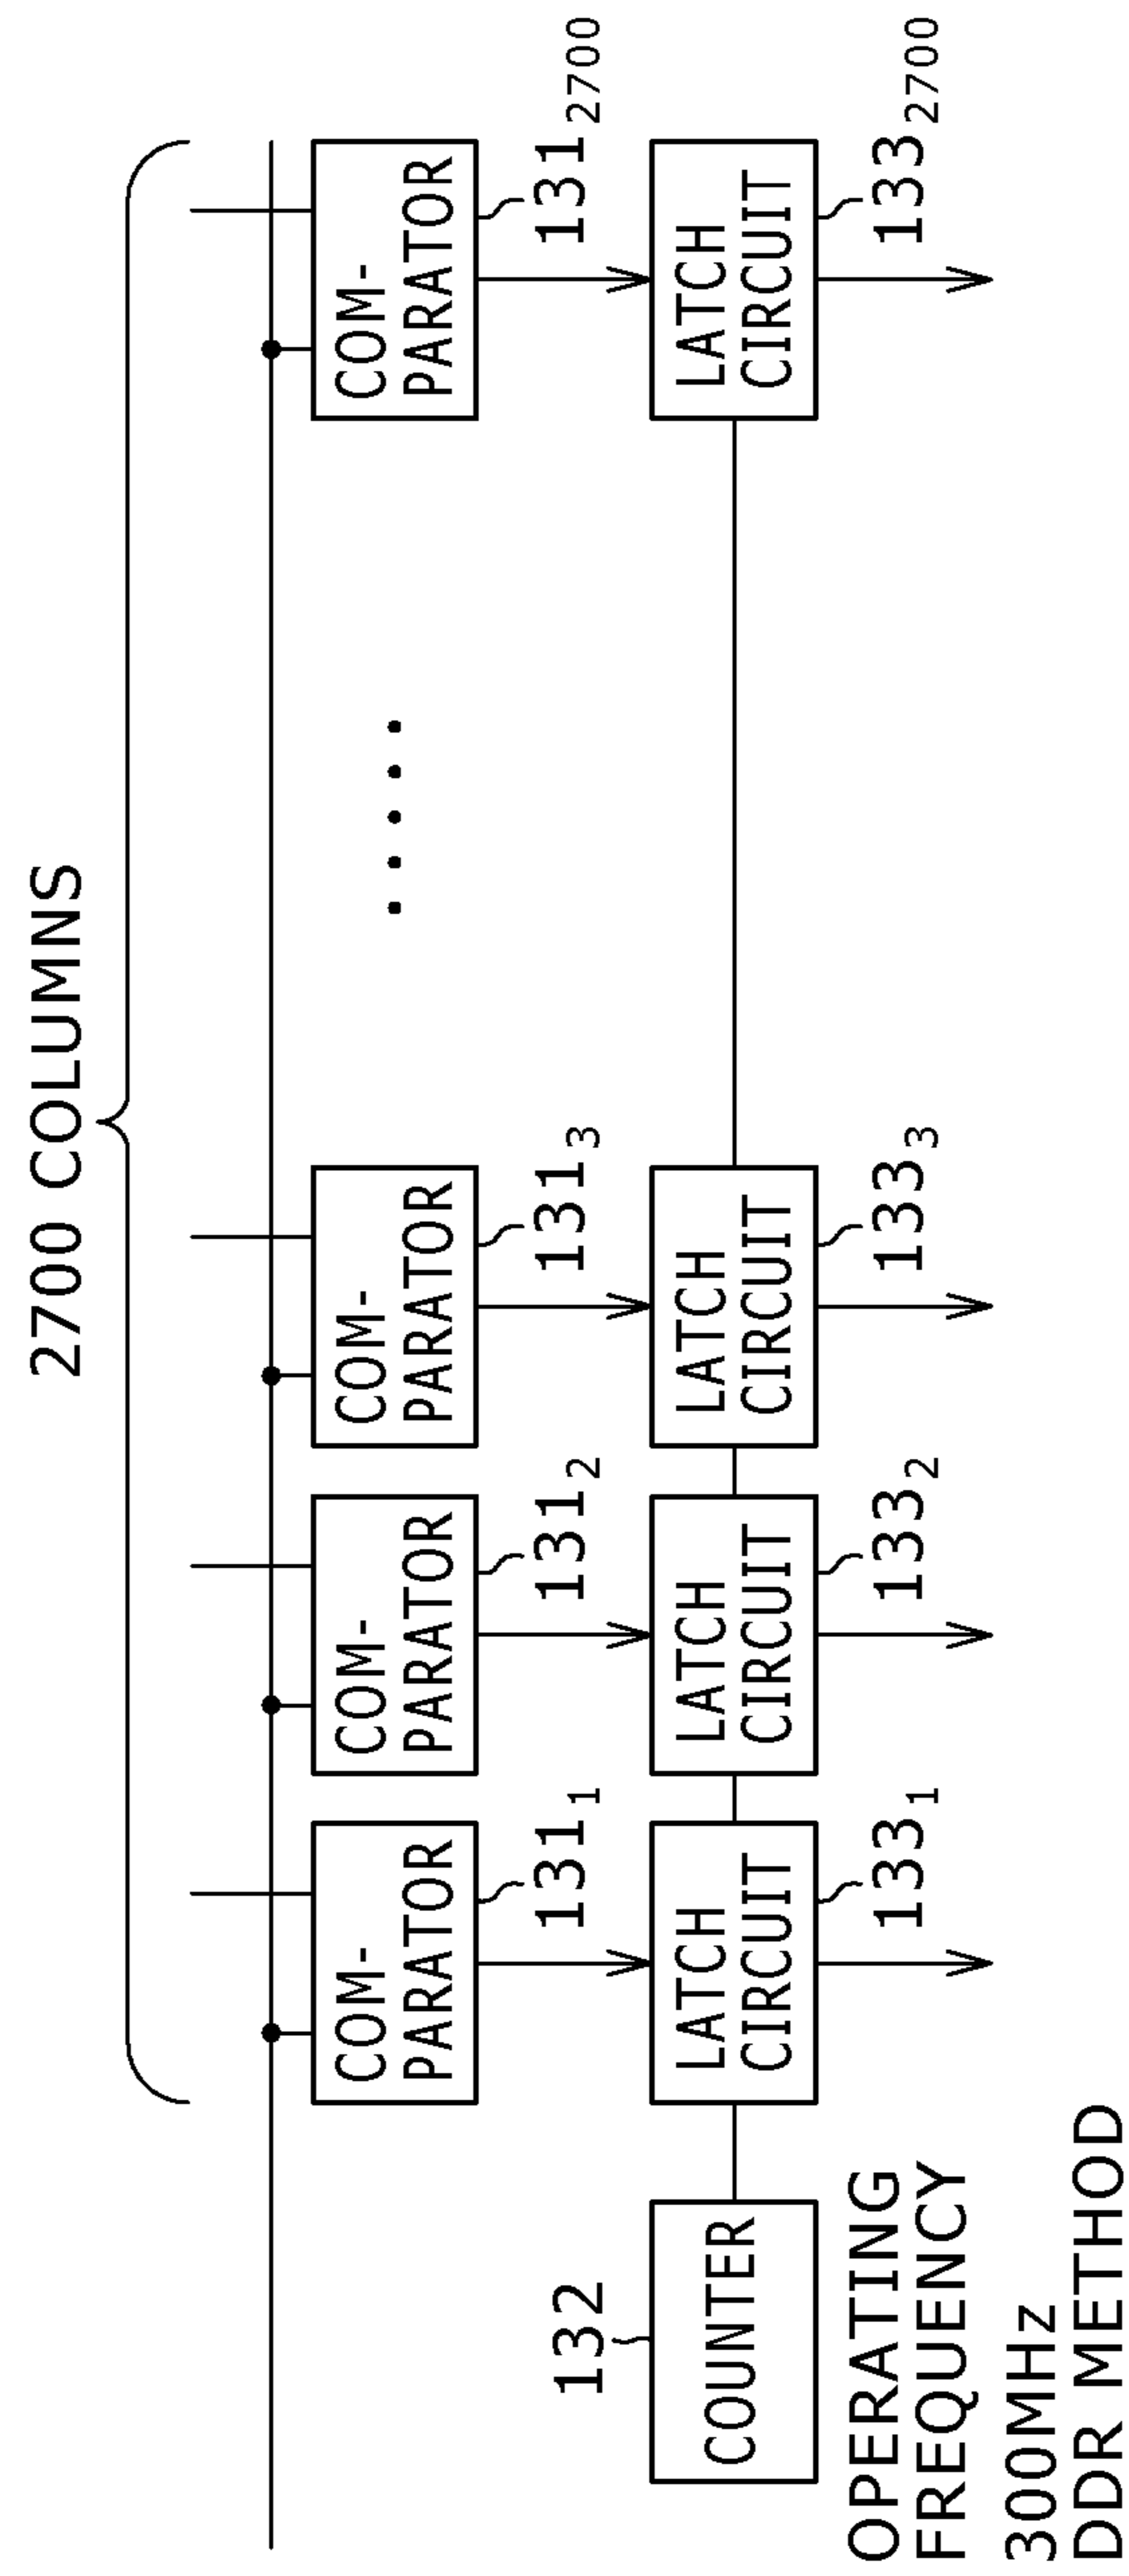 2700 COLUMNS
COM-
PARATOR
131₁
COM-
PARATOR
131₂
COM-
PARATOR
131₃
COM-
PARATOR
131₂₇₀₀
132
COUNTER
LATCH
CIRCUIT
133₁
LATCH
CIRCUIT
133₂
LATCH
CIRCUIT
133₃
LATCH
CIRCUIT
133₂₇₀₀
OPERATING
FREQUENCY
300MHz
DDR METHOD